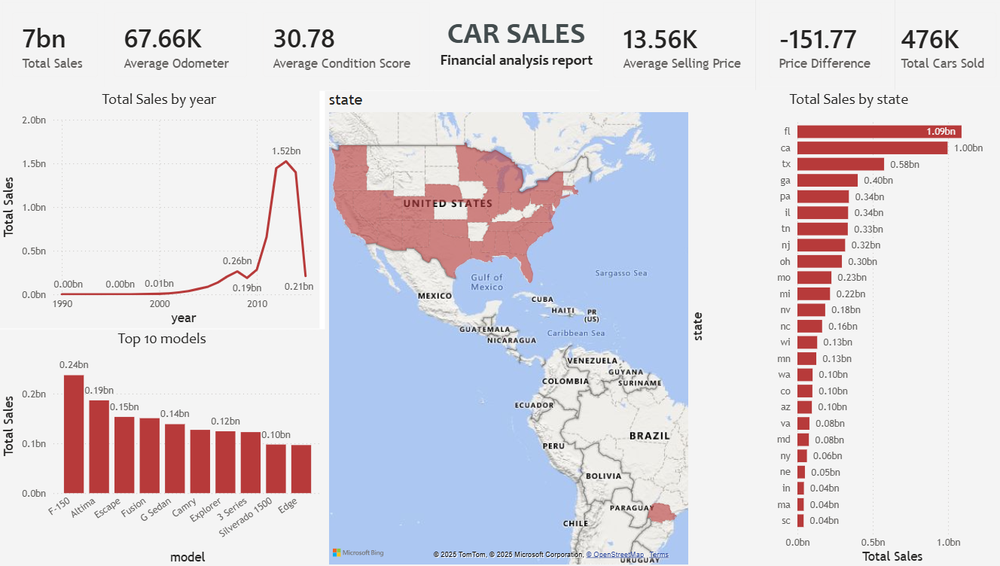 7bn
Total Sales
67.66K
Average Odometer
30.78
Average Condition Score
CAR SALES
Financial analysis report
13.56K
Average Selling Price
-151.77
Price Difference
476K
Total Cars Sold
Total Sales by year
Total Sales
2.0bn
1.5bn
1.0bn
0.5bn
0.0bn
0.00bn
0.00bn
0.01bn
0.26bn
0.19bn
1.52bn
0.21bn
1990
2000
2010
year
Top 10 models
Total Sales
0.2bn
0.1bn
0.0bn
0.24bn
0.19bn
0.15bn
0.14bn
0.12bn
0.10bn
F-150
Altima
Escape
Fusion
G Sedan
Camry
Explorer
3 Series
Silverado 1500
Edge
model
state
UNITED STATES
Gulf of
Mexico
Sargasso Sea
MEXICO
CUBA
HAITI
PR
(US)
GUATEMALA
NICARAGUA
Caribbean Sea
VENEZUELA
GUYANA
SURINAME
COLOMBIA
ECUADOR
BRAZIL
PERU
BOLIVIA
PARAGUAY
CHILE
URUGUAY
Microsoft Bing
© 2025 TomTom, © 2025 Microsoft Corporation, © OpenStreetMap Terms
Total Sales by state
state
fl 1.09bn
ca 1.00bn
tx 0.58bn
ga 0.40bn
pa 0.34bn
il 0.34bn
tn 0.33bn
nj 0.32bn
oh 0.30bn
mo 0.23bn
mi 0.22bn
nv 0.18bn
nc 0.16bn
wi 0.13bn
mn 0.13bn
wa 0.10bn
co 0.10bn
az 0.10bn
va 0.08bn
md 0.08bn
ny 0.06bn
ne 0.05bn
in 0.04bn
ma 0.04bn
sc 0.04bn
0.0bn
0.5bn
1.0bn
Total Sales